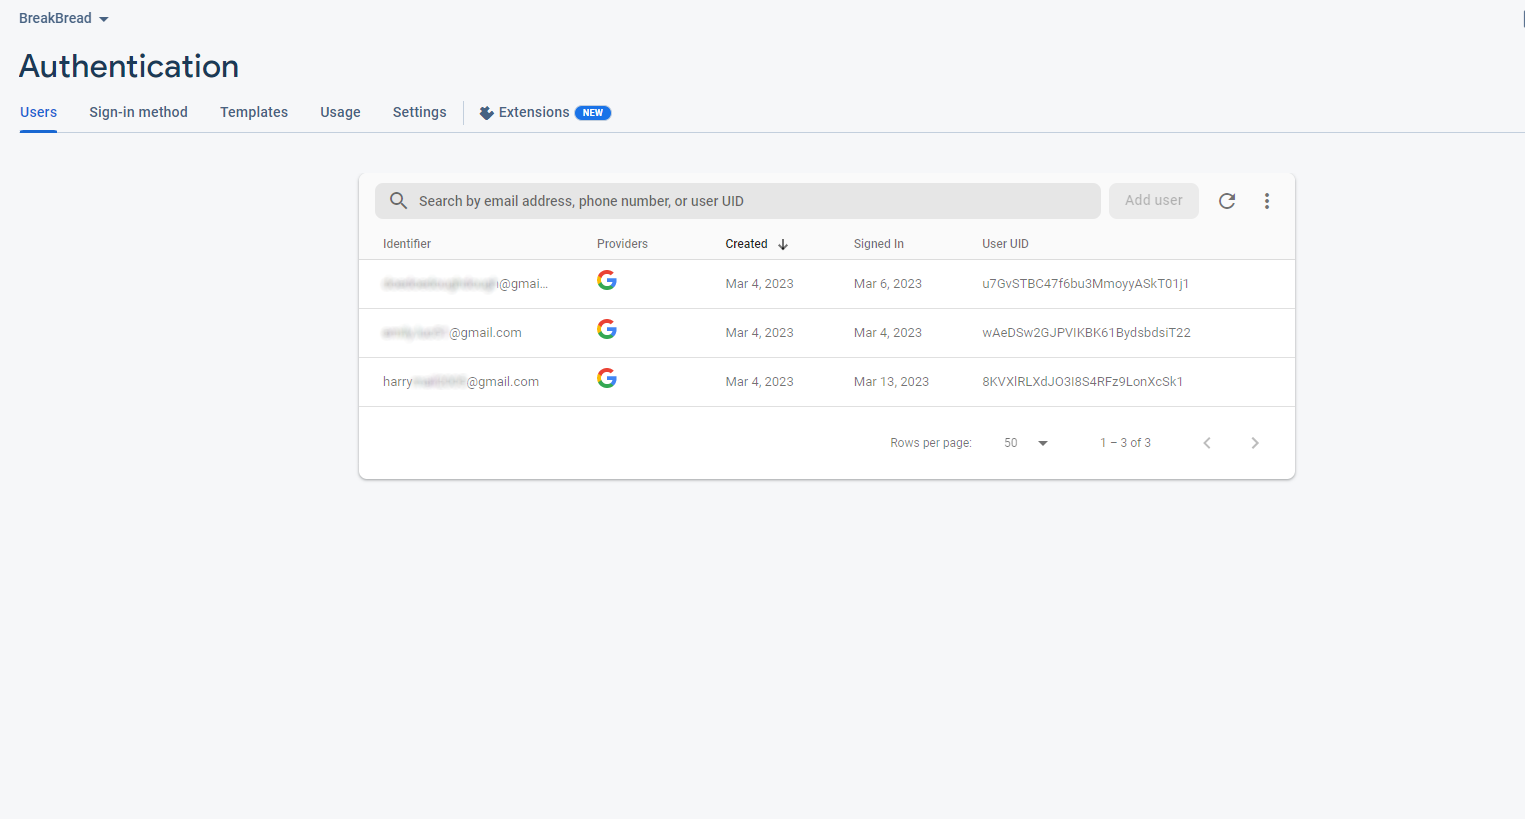 BreakBread
Authentication
Users Sign-in method Templates Usage Settings Extensions NEW
Search by email address, phone number, or user UID Add user
Identifier Providers Created Signed In User UID
@gmai... Mar 4, 2023 Mar 6, 2023 u7GvSTBC47f6bu3MmoyyASkT01j1
@gmail.com Mar 4, 2023 Mar 4, 2023 wAeDSw2GJPVIKBK61BydsbdsiT22
harry @gmail.com Mar 4, 2023 Mar 13, 2023 8KVXlRLXdJO3I8S4RFz9LonXcSk1
Rows per page: 50 1 – 3 of 3